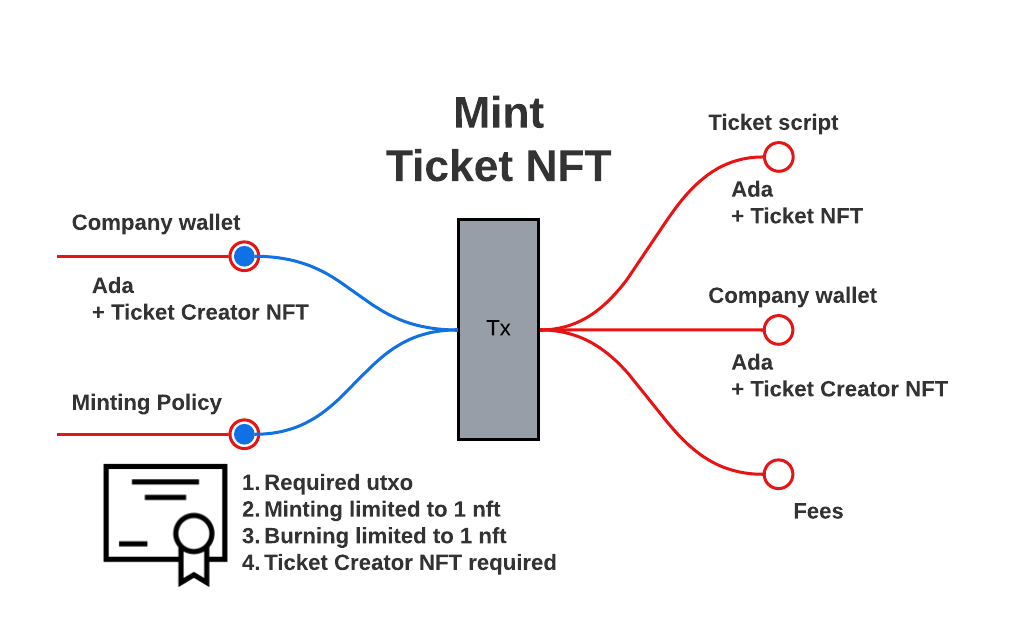 Mint
Ticket NFT
Company wallet
Ada
+ Ticket Creator NFT
Minting Policy
1. Required utxo
2. Minting limited to 1 nft
3. Burning limited to 1 nft
4. Ticket Creator NFT required
Tx
Ticket script
Ada
+ Ticket NFT
Company wallet
Ada
+ Ticket Creator NFT
Fees